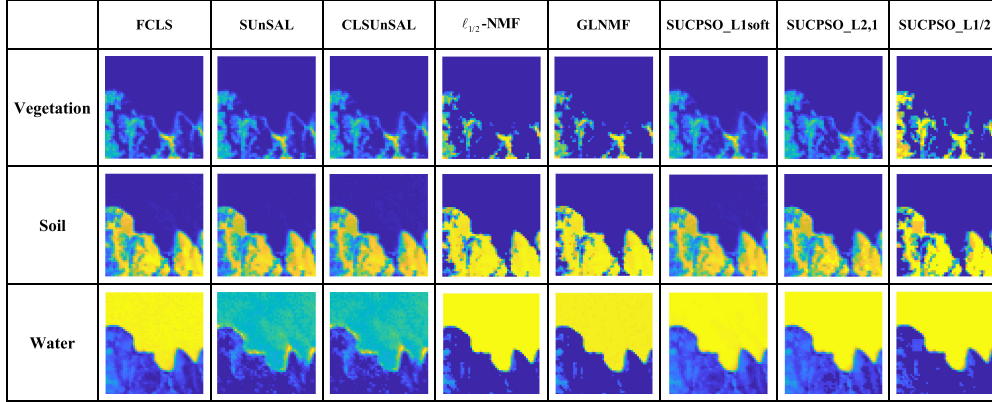 FCLS SUnSAL CLSUnSAL ℓ1/2-NMF GLNMF SUCPSO_L1soft SUCPSO_L2,1 SUCPSO_L1/2
Vegetation
Soil
Water